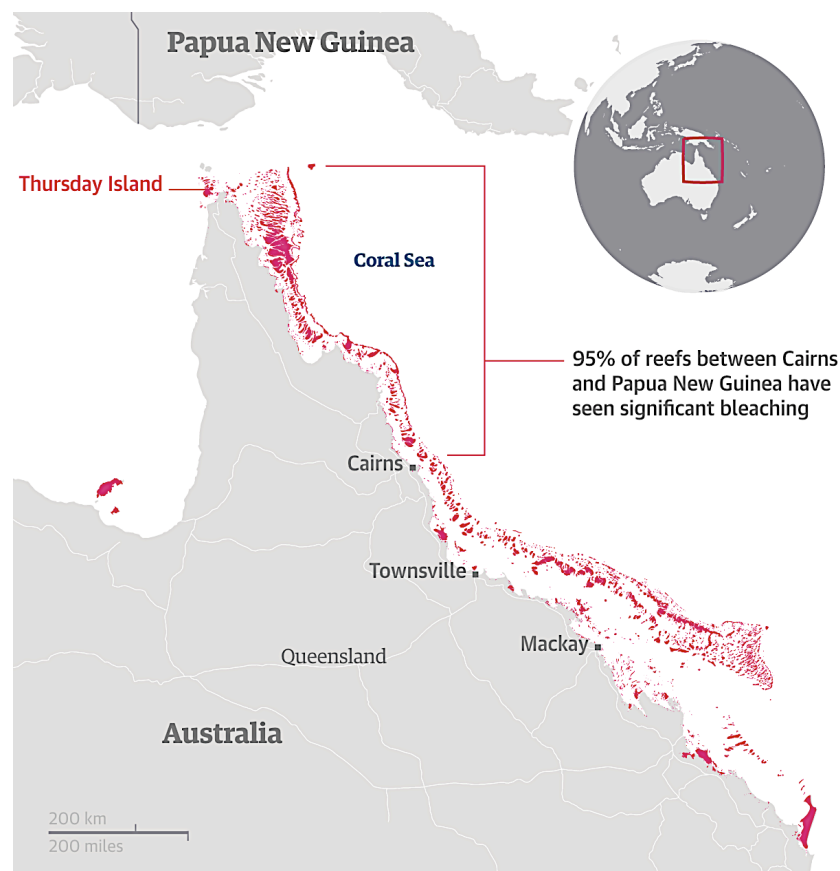 Papua New Guinea
Thursday Island
Coral Sea
95% of reefs between Cairns
and Papua New Guinea have
seen significant bleaching
Cairns
Townsville
Mackay
Queensland
Australia
200 km
200 miles